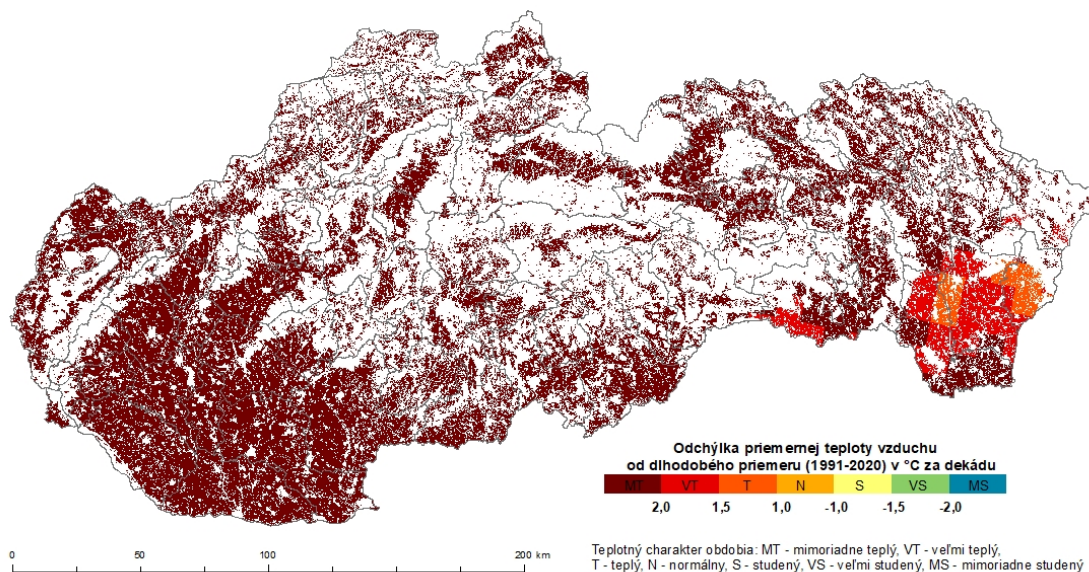 Odchýlka priemernej teploty vzduchu
od dlhodobého priemeru (1991-2020) v °C za dekádu
MT VT T N S VS MS
2,0 1,5 1,0 -1,0 -1,5 -2,0
0 50 100 200 km
Teplotný charakter obdobia: MT - mimoriadne teplý, VT - veľmi teplý,
T - teplý, N - normálny, S - studený, VS - veľmi studený, MS - mimoriadne studený